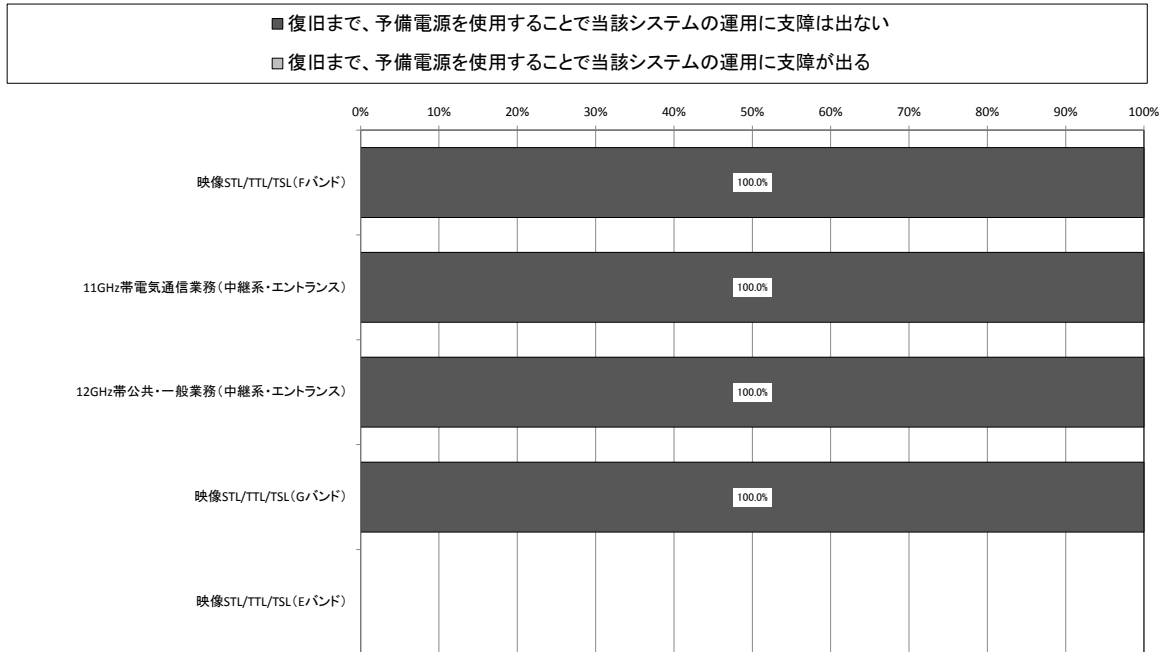 ■復旧まで、予備電源を使用することで当該システムの運用に支障は出ない
■復旧まで、予備電源を使用することで当該システムの運用に支障が出る
0% 10% 20% 30% 40% 50% 60% 70% 80% 90% 100%
映像STL/TTL/TSL(Fバンド) 100.0%
11GHz帯電気通信業務(中継系・エントランス) 100.0%
12GHz帯公共・一般業務(中継系・エントランス) 100.0%
映像STL/TTL/TSL(Gバンド) 100.0%
映像STL/TTL/TSL(Eバンド)